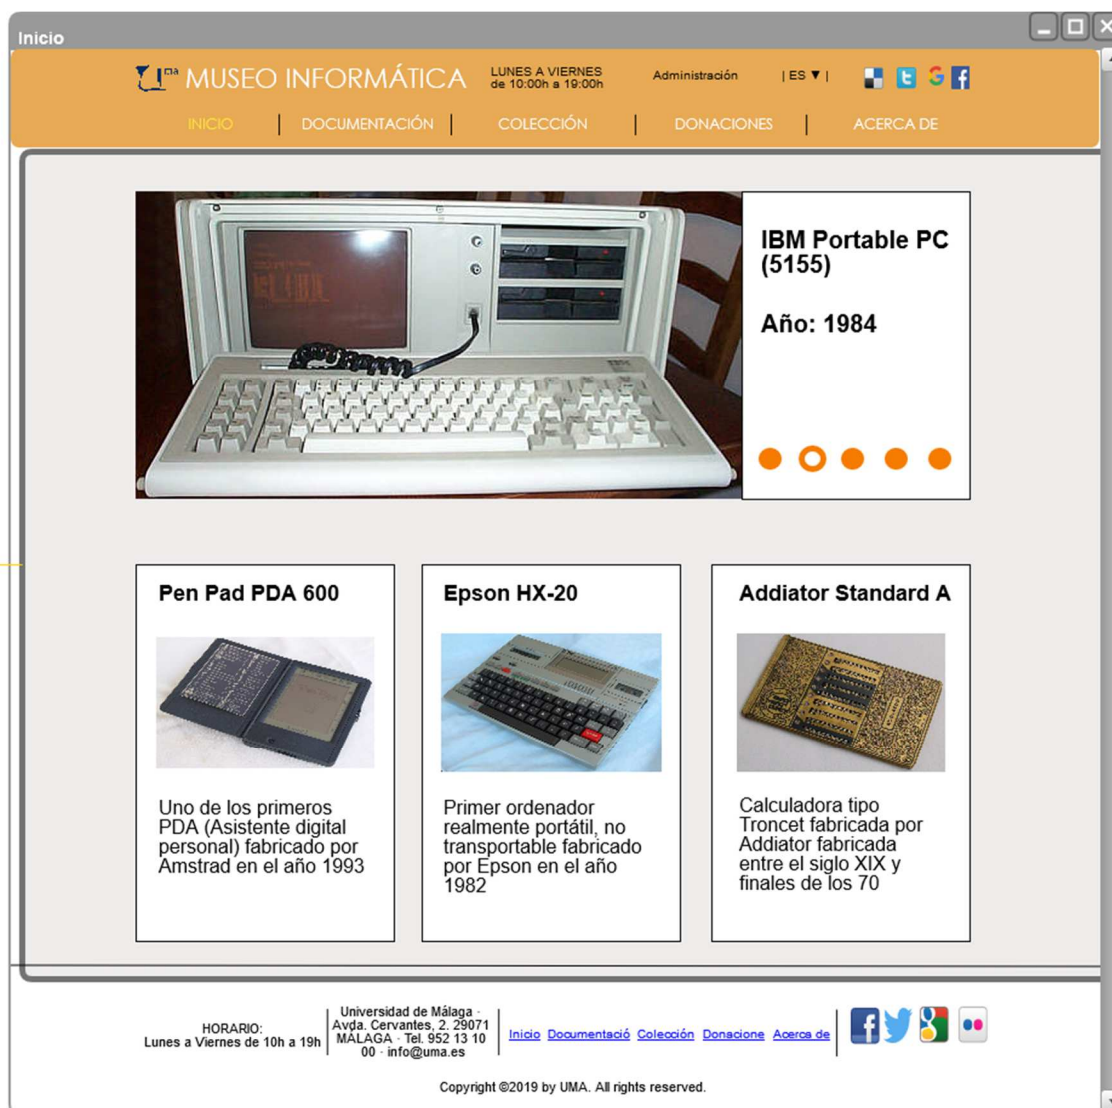 Inicio
uma MUSEO INFORMÁTICA
LUNES A VIERNES
de 10:00h a 19:00h
Administración
| ES ▼ |
INICIO | DOCUMENTACIÓN | COLECCIÓN | DONACIONES | ACERCA DE
IBM Portable PC
(5155)
Año: 1984
Pen Pad PDA 600
Uno de los primeros
PDA (Asistente digital
personal) fabricado por
Amstrad en el año 1993
Epson HX-20
Primer ordenador
realmente portátil, no
transportable fabricado
por Epson en el año
1982
Addiator Standard A
Calculadora tipo
Troncet fabricada por
Addiator fabricada
entre el siglo XIX y
finales de los 70
HORARIO:
Lunes a Viernes de 10h a 19h
Universidad de Málaga ·
Avda. Cervantes, 2. 29071
MÁLAGA · Tel. 952 13 10
00 · info@uma.es
Inicio Documentació Colección Donacione Acerca de
Copyright ©2019 by UMA. All rights reserved.